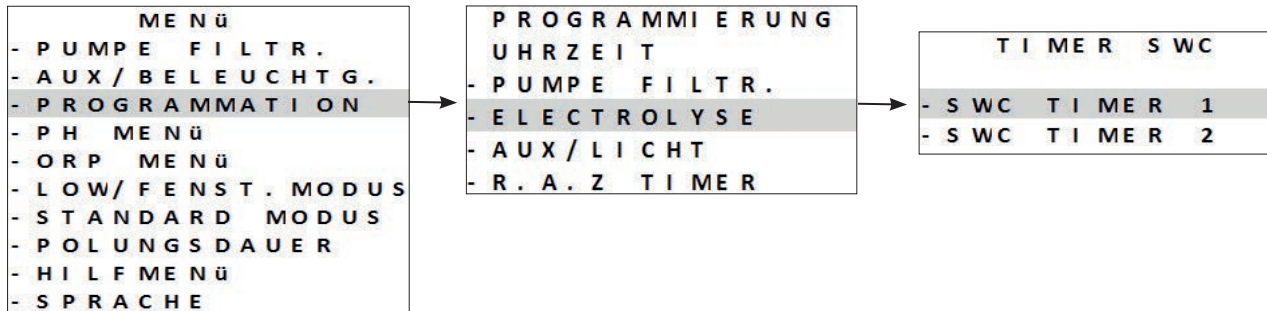 MENü
- PUMPE FILTR.
- AUX/BELEUCHTG.
- PROGRAMMATION
- PH MENü
- ORP MENü
- LOW/FENST. MODUS
- STANDARD MODUS
- POLUNGSDAUER
- HILFMENü
- SPRACHE
PROGRAMMIERUNG
UHRZEIT
- PUMPE FILTR.
- ELECTROLYSE
- AUX/LICHT
- R.A.Z TIMER
TIMER SWC
- SWC TIMER 1
- SWC TIMER 2